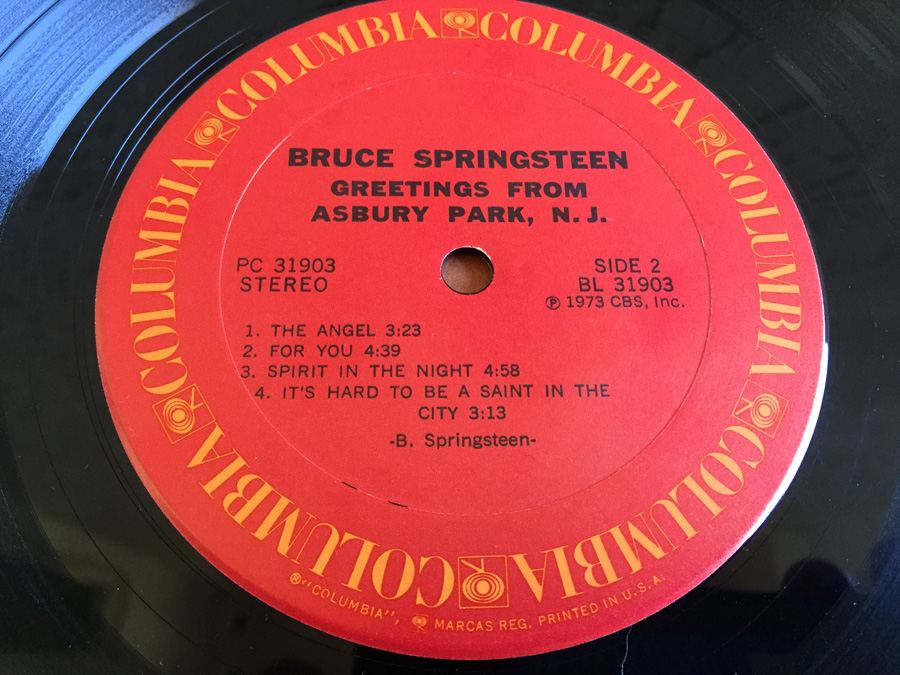 COLUMBIA COLUMBIA COLUMBIA COLUMBIA COLUMBIA COLUMBIA COLUMBIA COLUMBIA
BRUCE SPRINGSTEEN
GREETINGS FROM
ASBURY PARK, N.J.
PC 31903
STEREO
SIDE 2
BL 31903
℗ 1973 CBS, Inc.
1. THE ANGEL 3:23
2. FOR YOU 4:39
3. SPIRIT IN THE NIGHT 4:58
4. IT'S HARD TO BE A SAINT IN THE
CITY 3:13
-B. Springsteen-
®"COLUMBIA", MARCAS REG. PRINTED IN U.S.A.